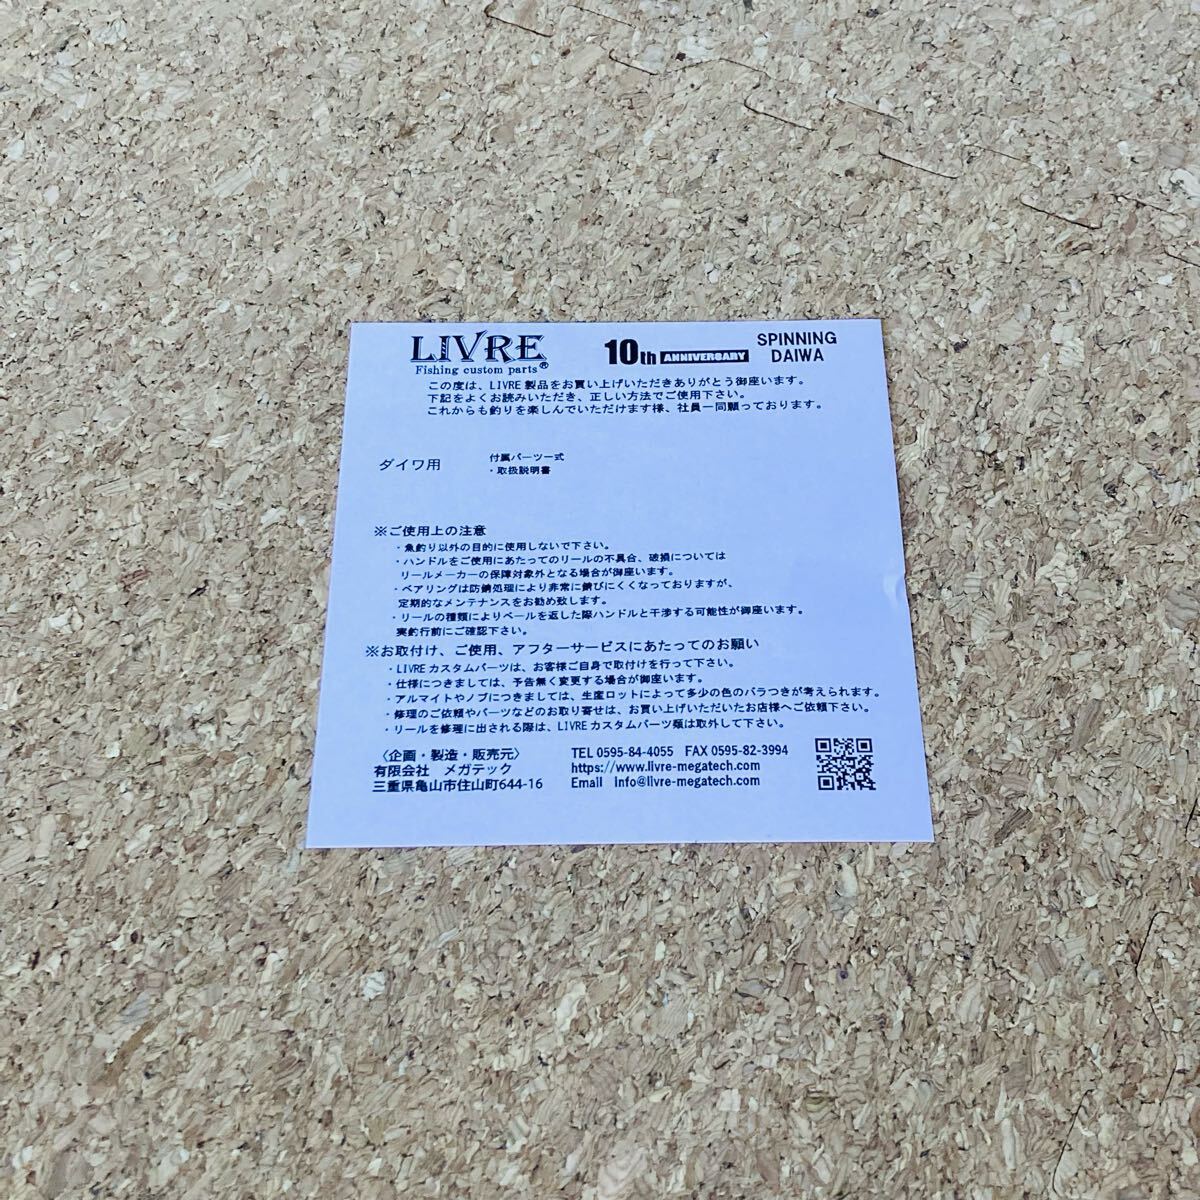 LIVRE
Fishing custom parts®
10th ANNIVERSARY
SPINNING
DAIWA
この度は、LIVRE 製品をお買い上げいただきありがとう御座います。
下記をよくお読みいただき、正しい方法でご使用下さい。
これからも釣りを楽しんでいただけます様、社員一同願っております。
ダイワ用
付属パーツ一式
・取扱説明書
※ご使用上の注意
・魚釣り以外の目的に使用しないで下さい。
・ハンドルをご使用にあたってのリールの不具合、破損については
リールメーカーの保障対象外となる場合が御座います。
・ベアリングは防錆処理により非常に錆びにくくなっておりますが、
定期的なメンテナンスをお勧め致します。
・リールの種類によりベールを返した際ハンドルと干渉する可能性が御座います。
実釣行前にご確認下さい。
※お取付け、ご使用、アフターサービスにあたってのお願い
・LIVRE カスタムパーツは、お客様ご自身で取付けを行って下さい。
・仕様につきましては、予告無く変更する場合が御座います。
・アルマイトやノブにつきましては、生産ロットによって多少の色のバラつきが考えられます。
・修理のご依頼やパーツなどのお取り寄せは、お買い上げいただいたお店様へご依頼下さい。
・リールを修理に出される際は、LIVRE カスタムパーツ類は取外して下さい。
〈企画・製造・販売元〉
有限会社 メガテック
三重県亀山市住山町644-16
TEL 0595-84-4055 FAX 0595-82-3994
https://www.livre-megatech.com
Email info@livre-megatech.com